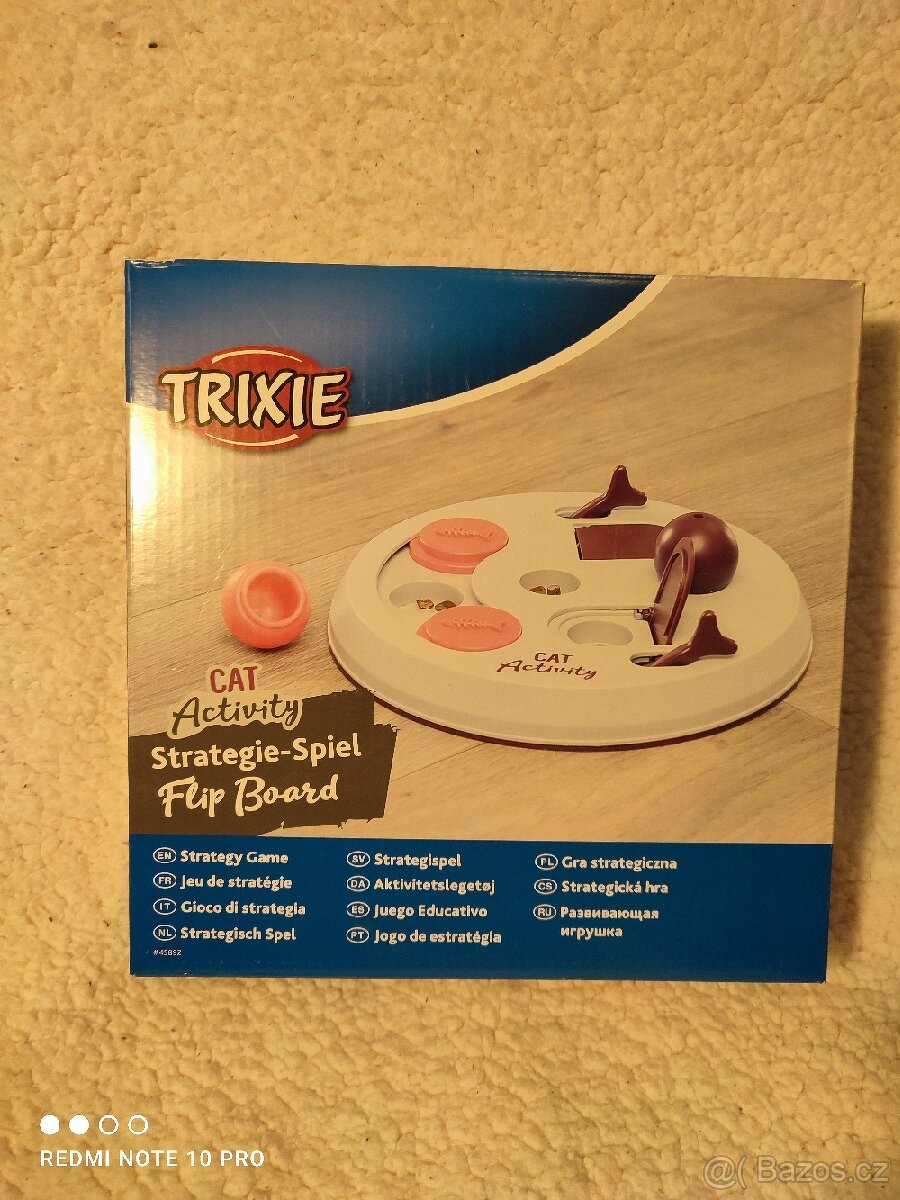 TRIXIE
CAT
Activity
CAT
Activity
Strategie-Spiel
Flip Board
EN Strategy Game
FR Jeu de stratégie
IT Gioco di strategia
NL Strategisch Spel
SV Strategispel
DA Aktivitetslegetøj
ES Juego Educativo
PT Jogo de estratégia
PL Gra strategiczna
CS Strategická hra
RU Развивающая
игрушка
#45892
REDMI NOTE 10 PRO
@( Bazos.cz